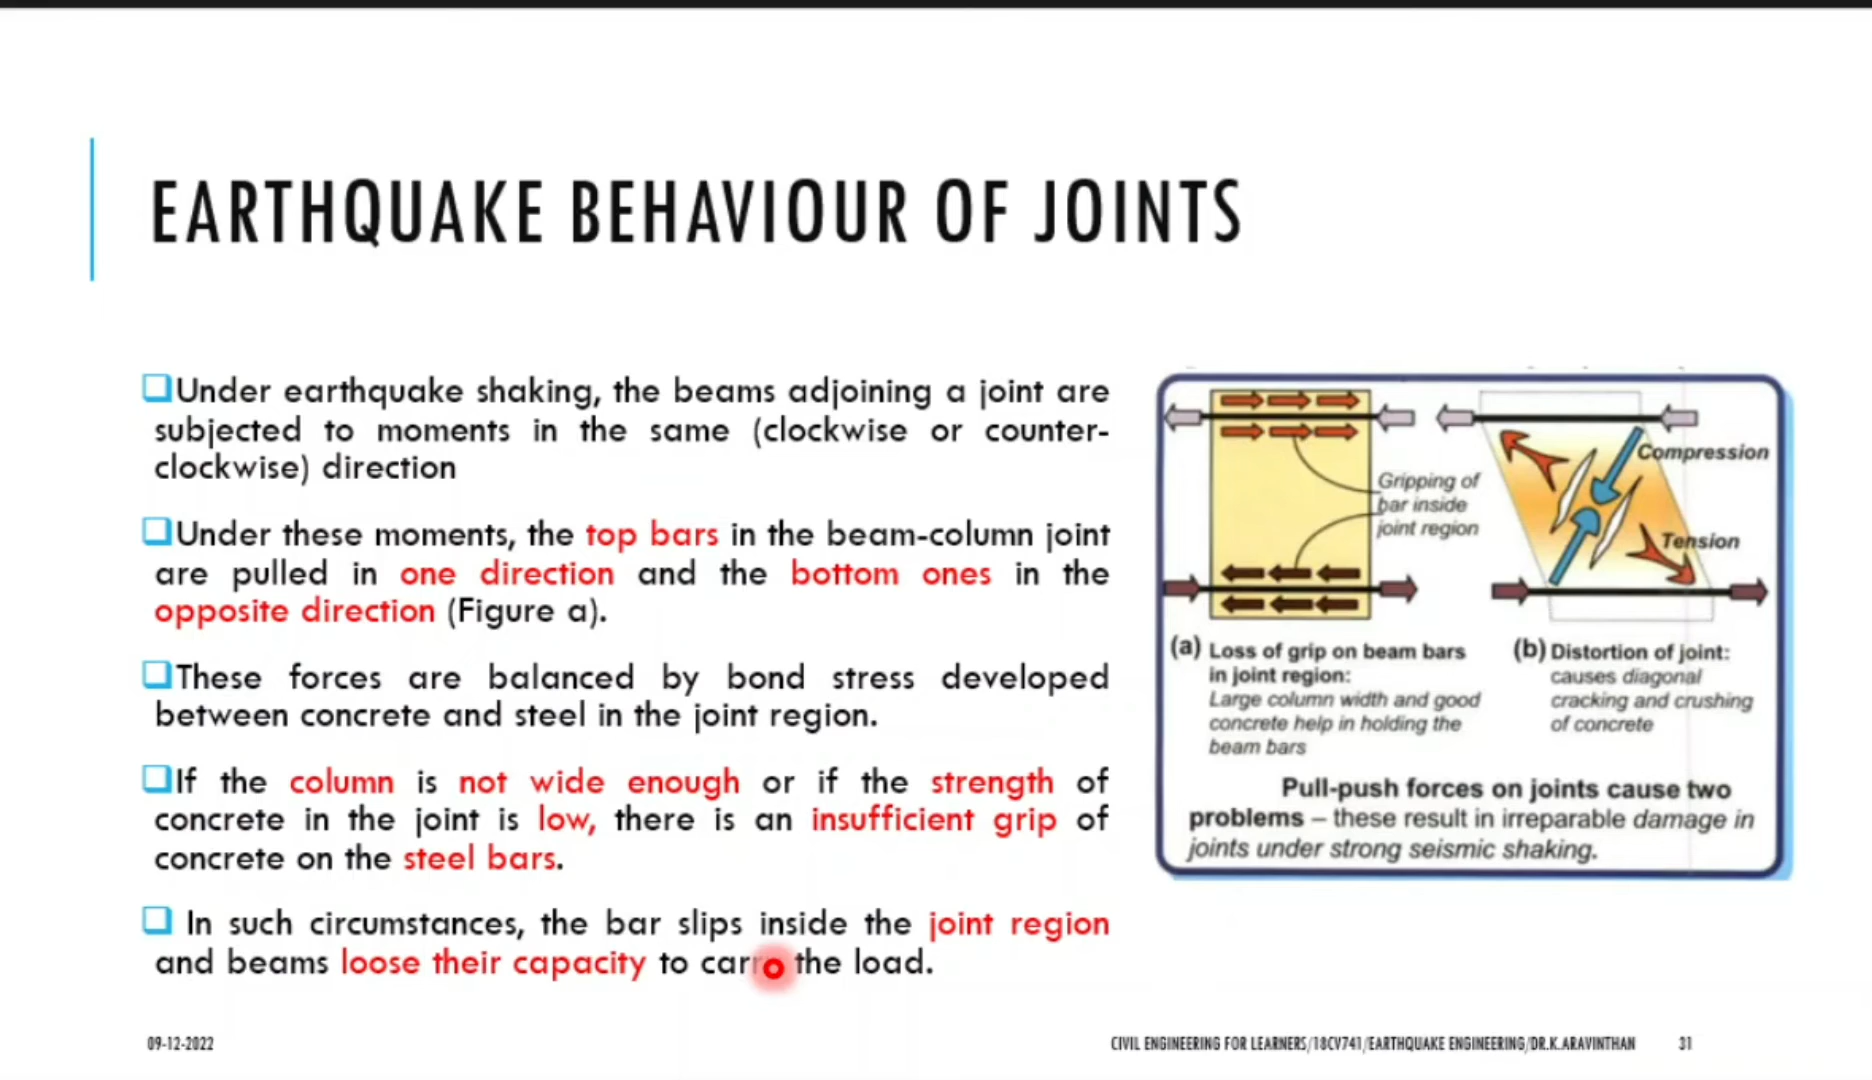 EARTHQUAKE BEHAVIOUR OF JOINTS
Under earthquake shaking, the beams adjoining a joint are
subjected to moments in the same (clockwise or counter-
clockwise) direction
Under these moments, the top bars in the beam-column joint
are pulled in one direction and the bottom ones in the
opposite direction (Figure a).
These forces are balanced by bond stress developed
between concrete and steel in the joint region.
If the column is not wide enough or if the strength of
concrete in the joint is low, there is an insufficient grip of
concrete on the steel bars.
In such circumstances, the bar slips inside the joint region
and beams loose their capacity to carry the load.
Gripping of
bar inside
joint region
Compression
Tension
(a) Loss of grip on beam bars
in joint region:
Large column width and good
concrete help in holding the
beam bars
(b) Distortion of joint:
causes diagonal
cracking and crushing
of concrete
Pull-push forces on joints cause two
problems – these result in irreparable damage in
joints under strong seismic shaking.
09-12-2022
CIVIL ENGINEERING FOR LEARNERS/18CV741/EARTHQUAKE ENGINEERING/DR.K.ARAVINTHAN
31